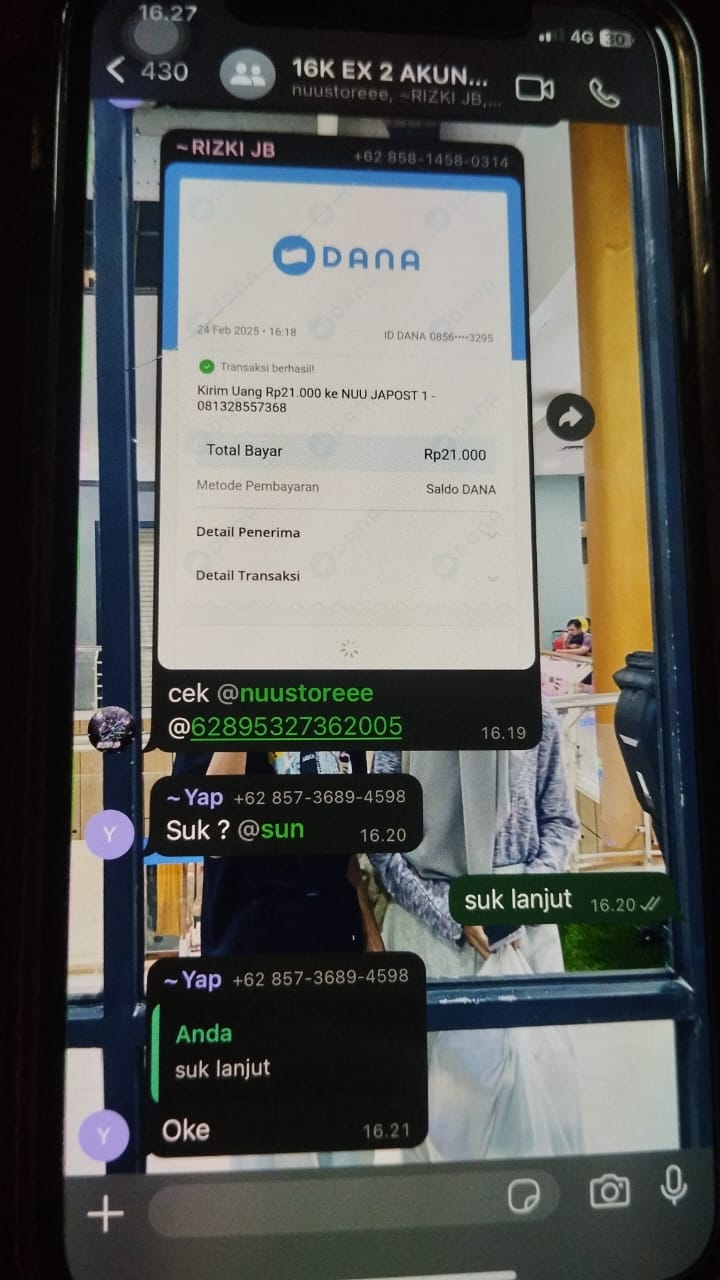 16.27
4G 30
430
16K EX 2 AKUN...
nuustoreee, ~RIZKI JB,...
~RIZKI JB +62 858-1458-0314
DANA
24 Feb 2025 • 16:18 ID DANA 0856····3295
Transaksi berhasil!
Kirim Uang Rp21.000 ke NUU JAPOST 1 -
081328557368
Total Bayar Rp21.000
Metode Pembayaran Saldo DANA
Detail Penerima
Detail Transaksi
cek @nuustoreee
@62895327362005 16.19
~Yap +62 857-3689-4598
Suk ? @sun 16.20
Y
suk lanjut 16.20
~Yap +62 857-3689-4598
Anda
suk lanjut
Oke 16.21
Y